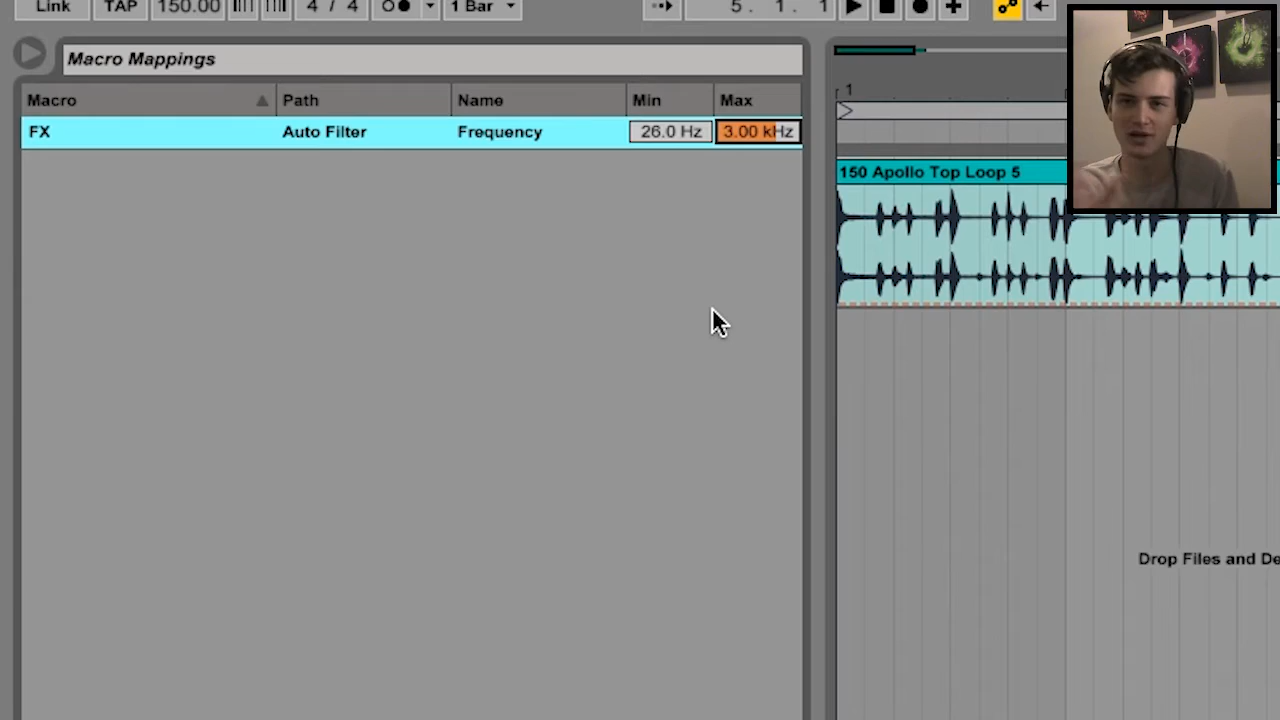 Link TAP 150.00 4 / 4 1 Bar 5. 1. 1
Macro Mappings
Macro Path Name Min Max
FX Auto Filter Frequency 26.0 Hz 3.00 kHz
1
150 Apollo Top Loop 5
Drop Files and De